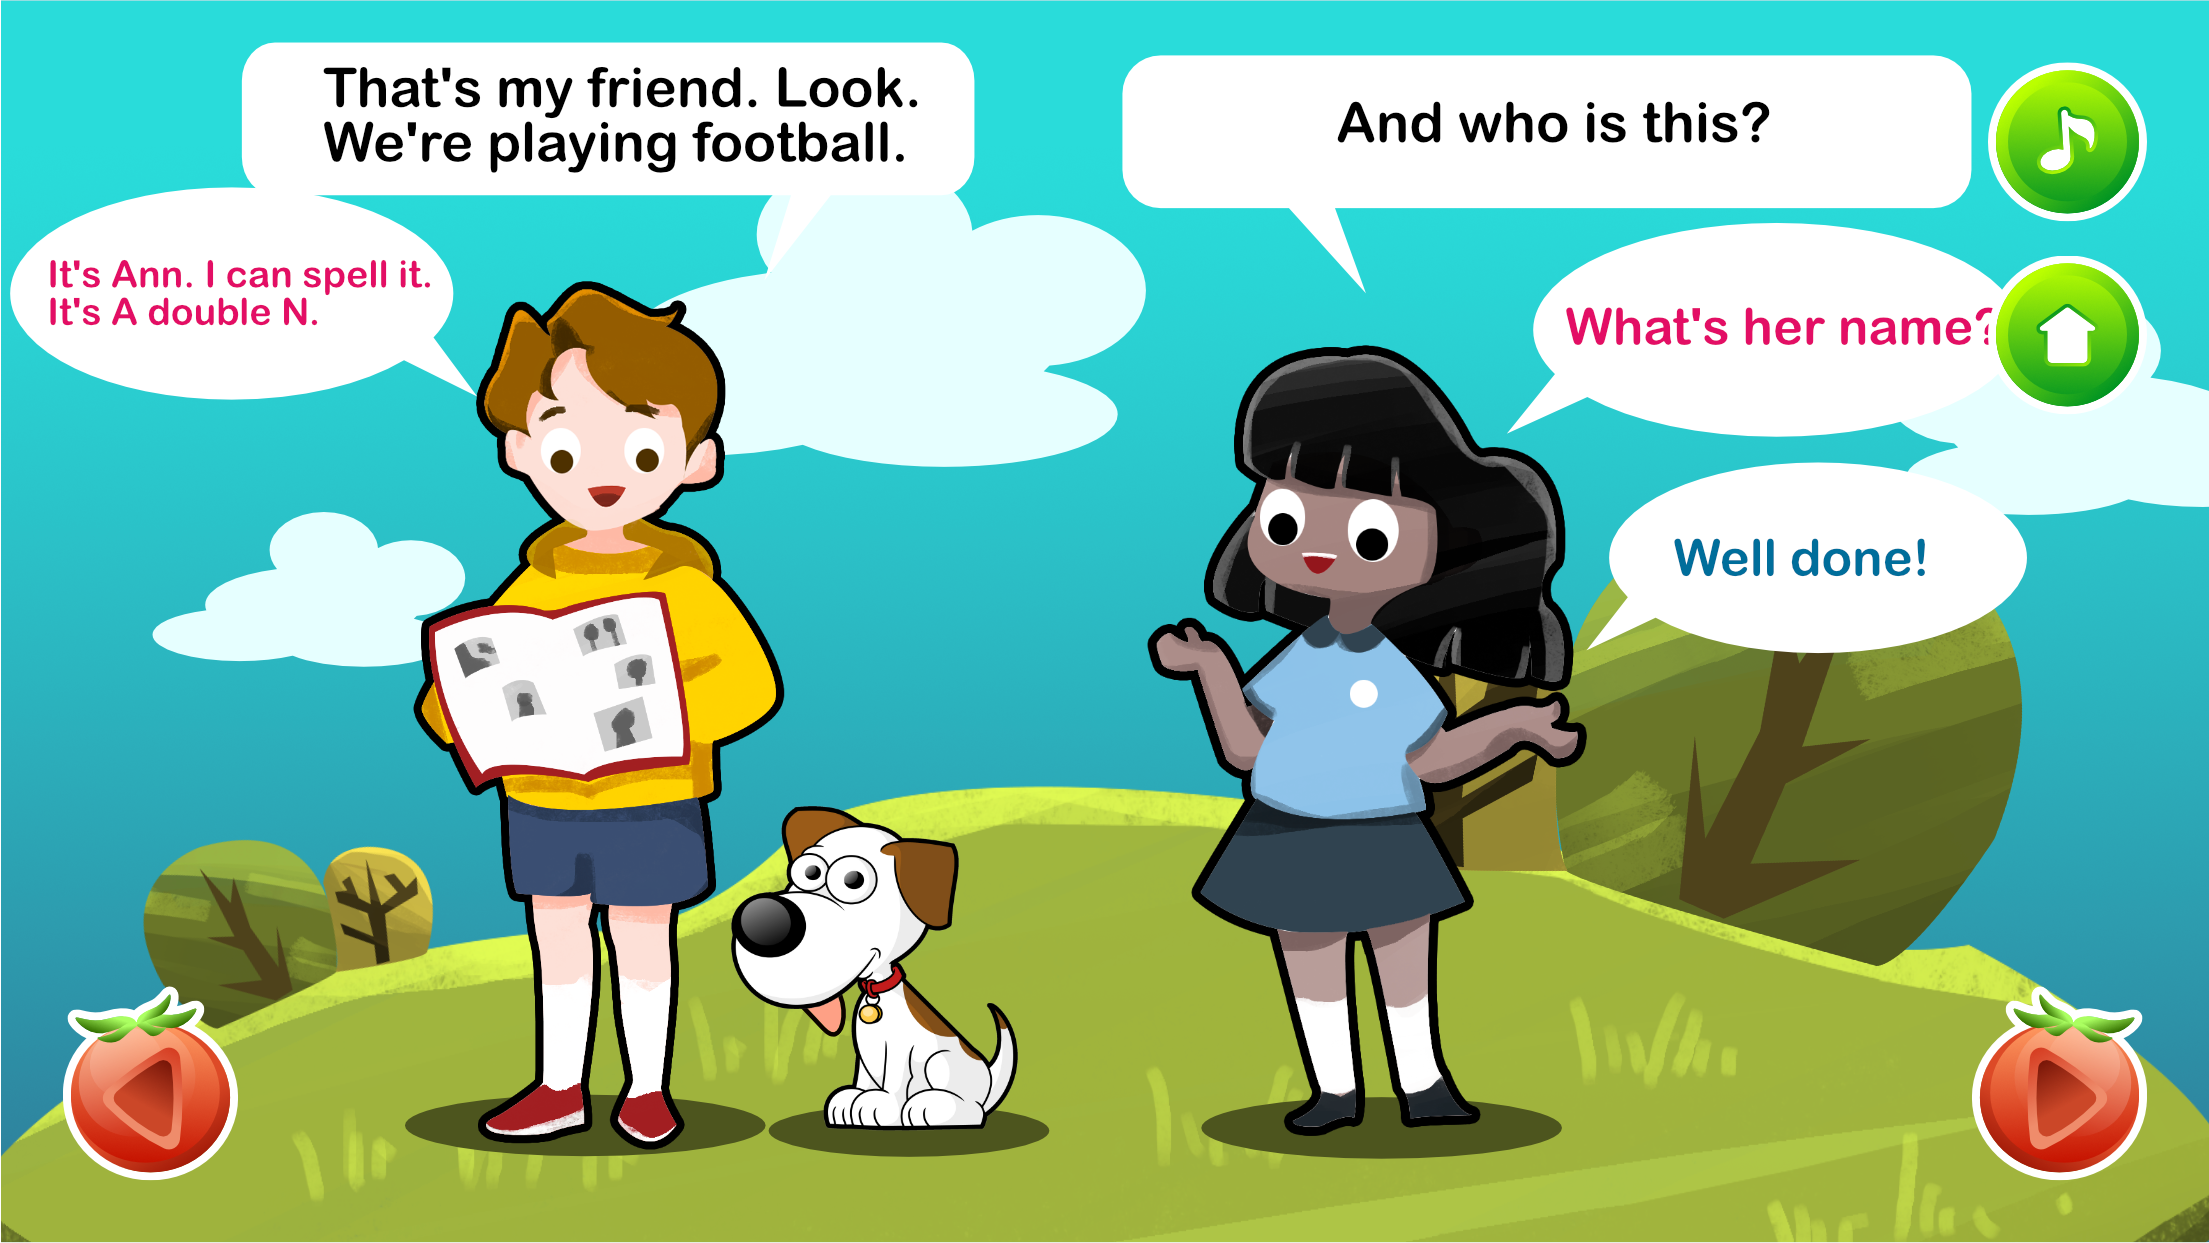 And who is this?
That's my friend. Look.
We're playing football.
What's her name?
It's Ann. I can spell it.
It's A double N.
Well done!